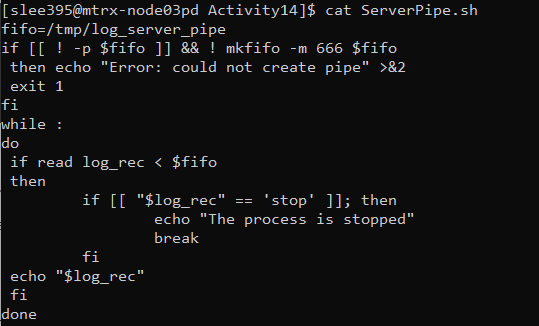 [slee395@mtrx-node03pd Activity14]$ cat ServerPipe.sh
fifo=/tmp/log_server_pipe
if [[ ! -p $fifo ]] && ! mkfifo -m 666 $fifo
 then echo "Error: could not create pipe" >&2
 exit 1
fi
while :
do
 if read log_rec < $fifo
 then
        if [[ "$log_rec" == 'stop' ]]; then
                echo "The process is stopped"
                break
        fi
 echo "$log_rec"
 fi
done